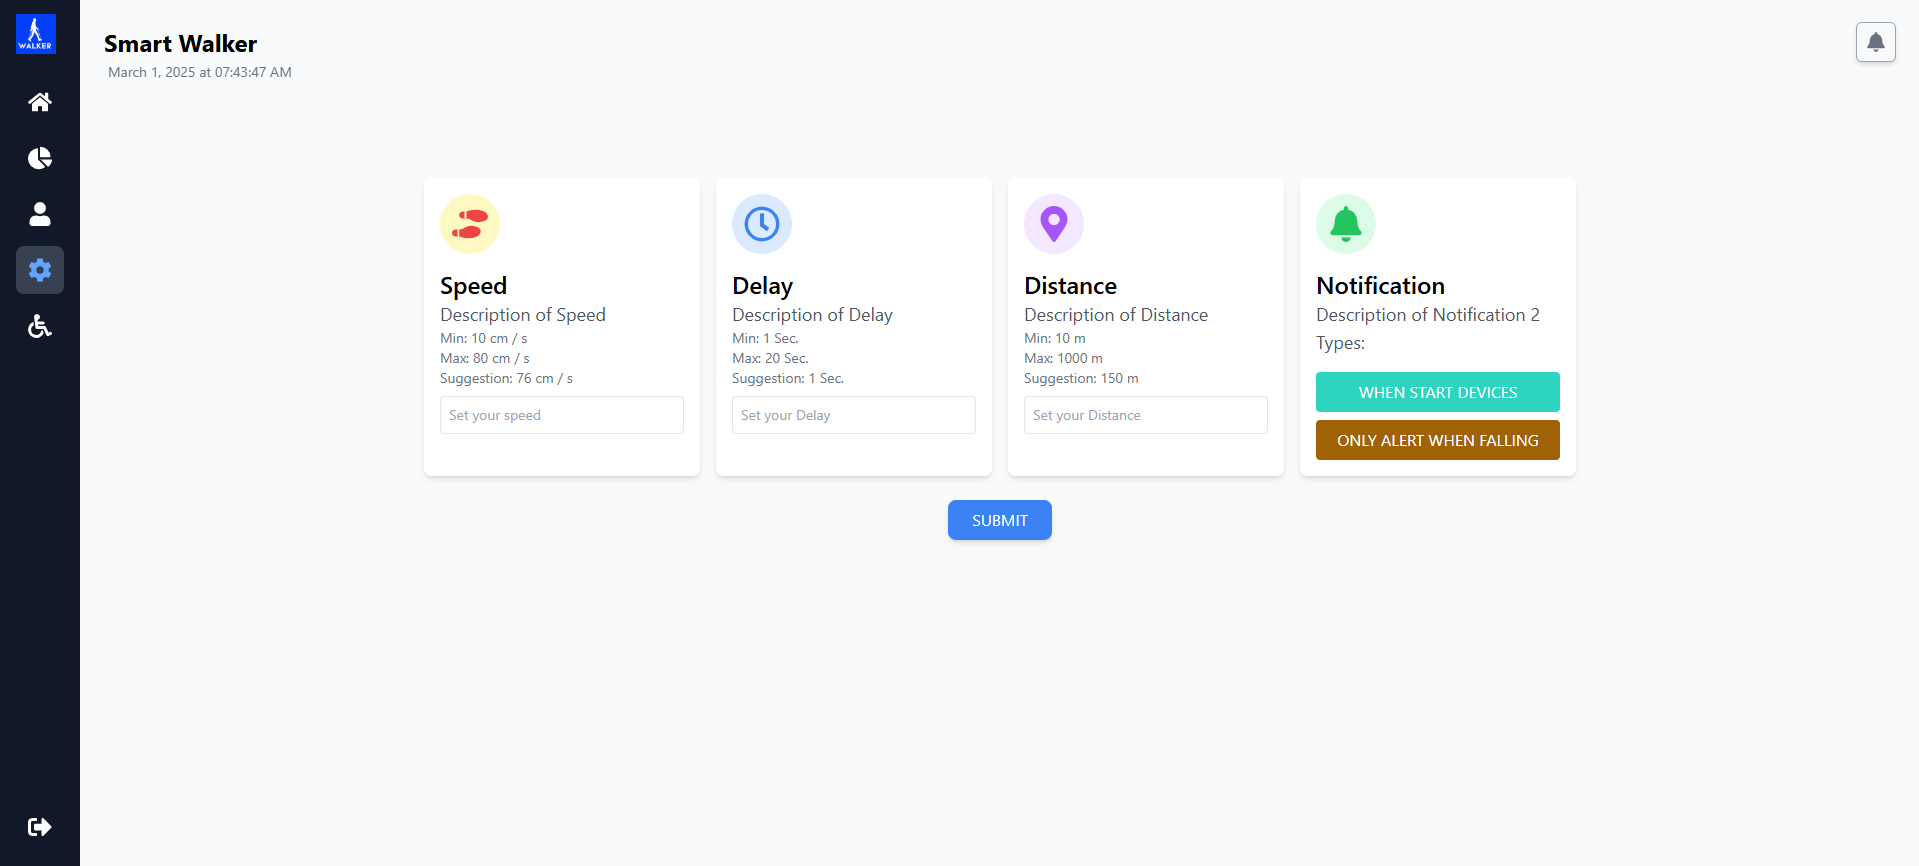 WALKER
Smart Walker
March 1, 2025 at 07:43:47 AM
Speed
Description of Speed
Min: 10 cm / s
Max: 80 cm / s
Suggestion: 76 cm / s
Set your speed
Delay
Description of Delay
Min: 1 Sec.
Max: 20 Sec.
Suggestion: 1 Sec.
Set your Delay
Distance
Description of Distance
Min: 10 m
Max: 1000 m
Suggestion: 150 m
Set your Distance
Notification
Description of Notification 2
Types:
WHEN START DEVICES
ONLY ALERT WHEN FALLING
SUBMIT